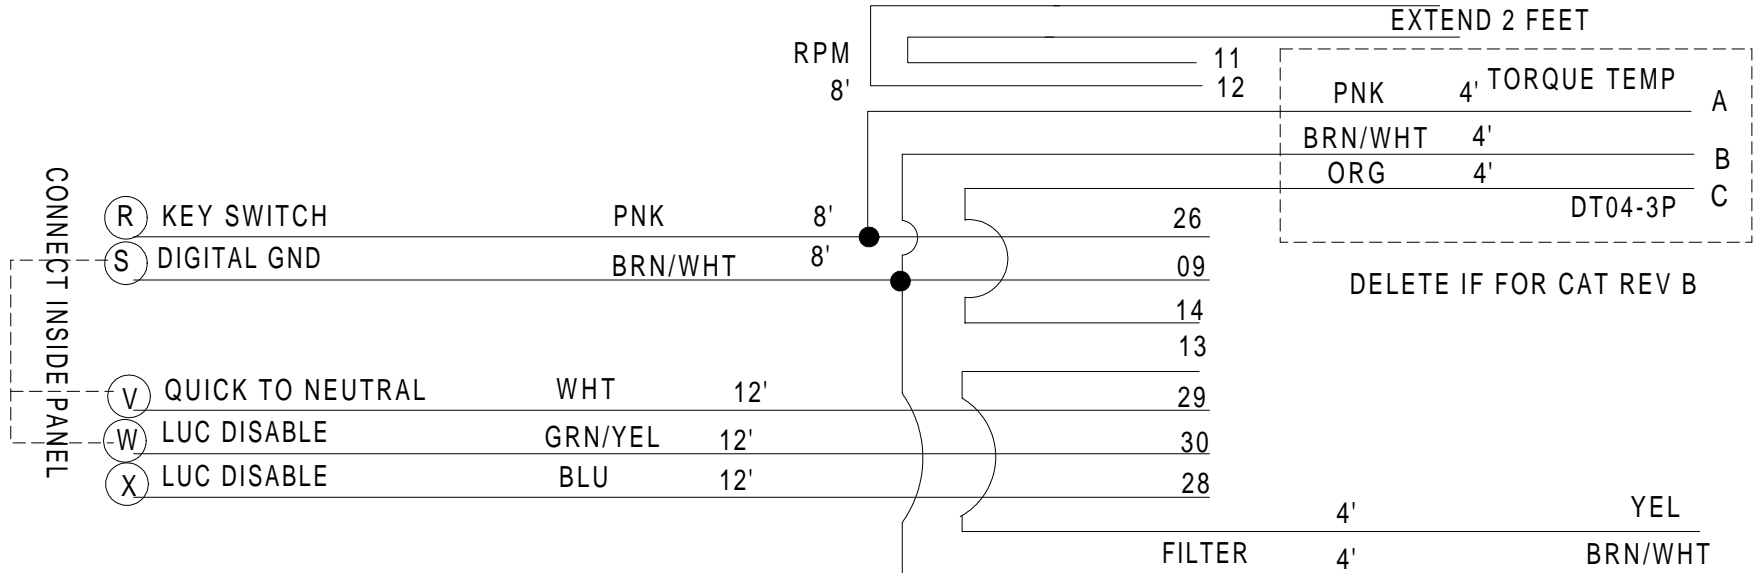 EXTEND 2 FEET
RPM
8'
11
12
TORQUE TEMP
PNK 4' A
BRN/WHT 4' B
ORG 4' C
DT04-3P
DELETE IF FOR CAT REV B
CONNECT INSIDE PANEL
R KEY SWITCH PNK 8' 26
S DIGITAL GND BRN/WHT 8' 09
14
13
V QUICK TO NEUTRAL WHT 12' 29
W LUC DISABLE GRN/YEL 12' 30
X LUC DISABLE BLU 12' 28
4' YEL
FILTER 4' BRN/WHT